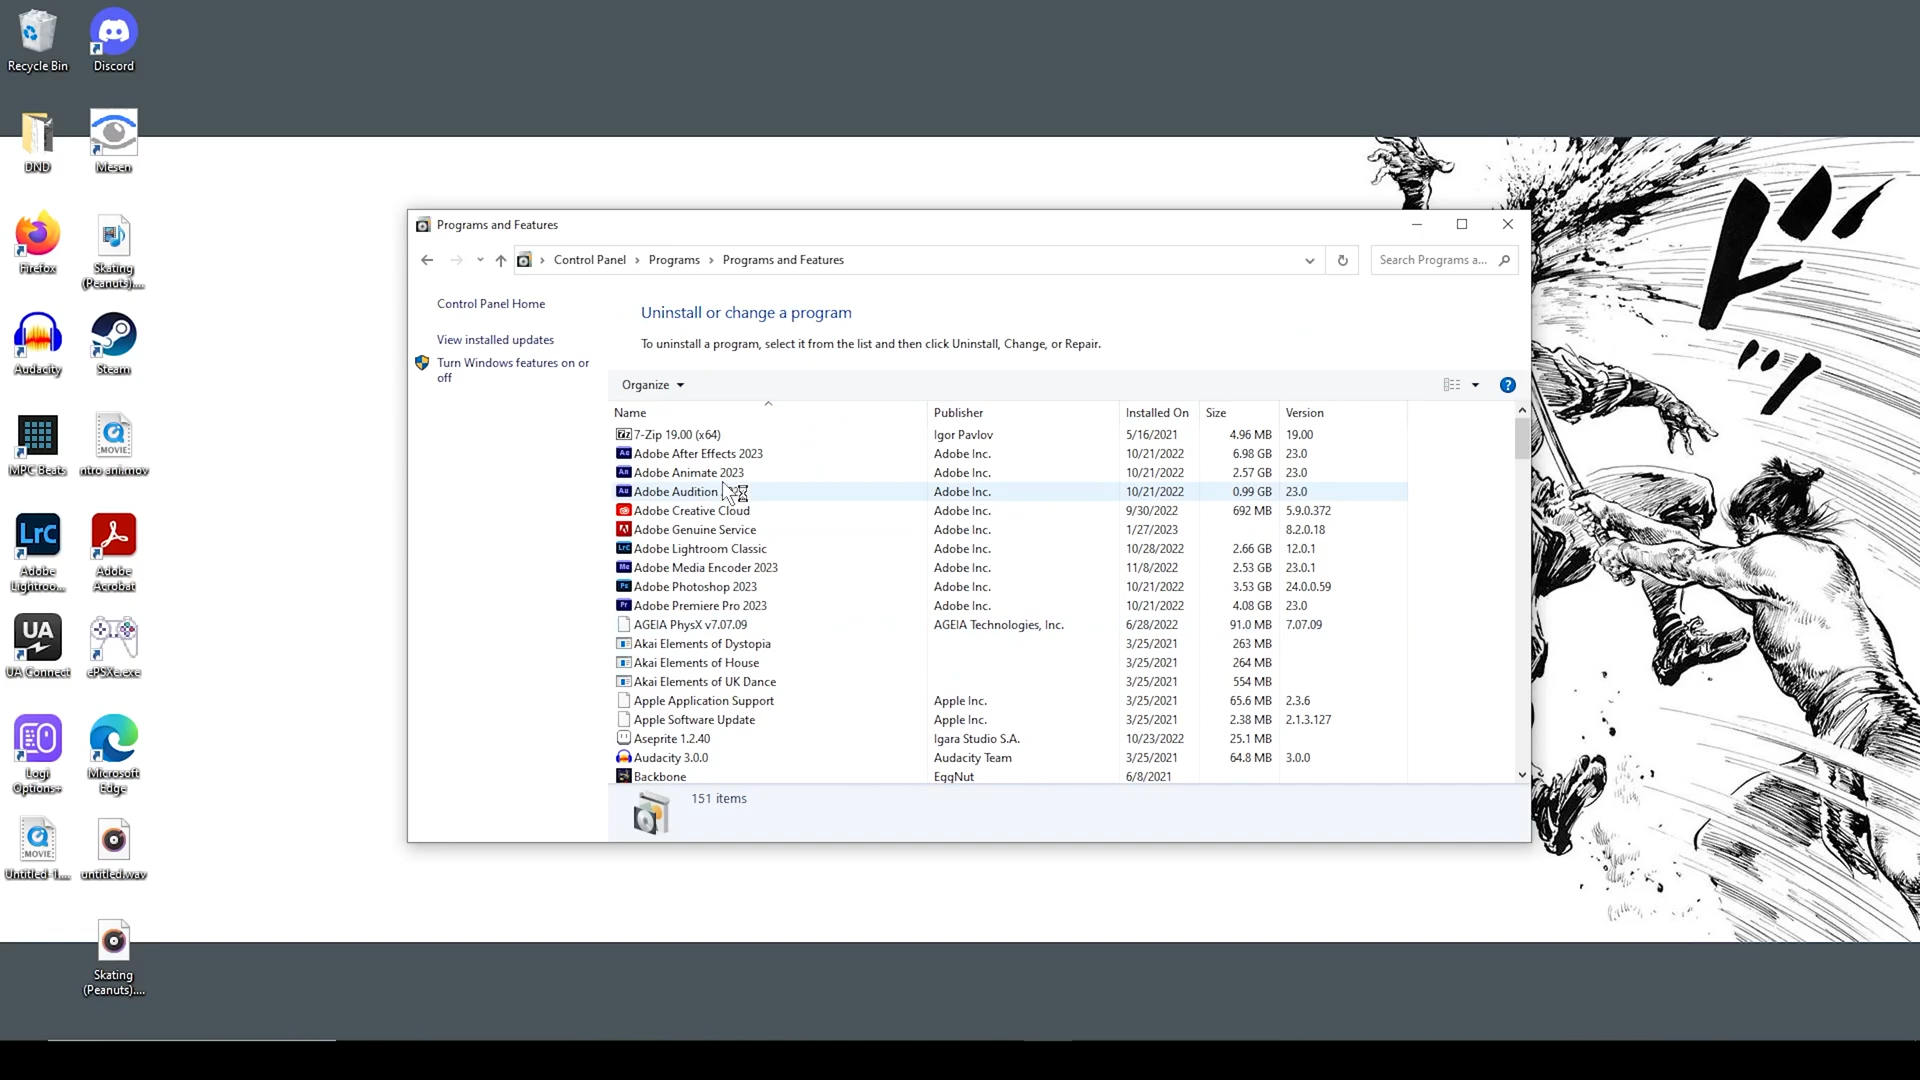 Recycle Bin
Discord
DND
Mesen
Firefox
Skating
(Peanuts)....
Audacity
Steam
MPC Beats
ntro ani.mov
Adobe
Lightroo...
Adobe
Acrobat
UA Connect
ePSXe.exe
Logi
Options+
Microsoft
Edge
Untitled-1....
untitled.wav
Skating
(Peanuts)....
MOVIE
MOVIE
LrC
UA
Programs and Features
Control Panel › Programs › Programs and Features
Search Programs a...
Control Panel Home
View installed updates
Turn Windows features on or
off
Uninstall or change a program
To uninstall a program, select it from the list and then click Uninstall, Change, or Repair.
Organize
Name Publisher Installed On Size Version
7-Zip 19.00 (x64) Igor Pavlov 5/16/2021 4.96 MB 19.00
Adobe After Effects 2023 Adobe Inc. 10/21/2022 6.98 GB 23.0
Adobe Animate 2023 Adobe Inc. 10/21/2022 2.57 GB 23.0
Adobe Audition Adobe Inc. 10/21/2022 0.99 GB 23.0
Adobe Creative Cloud Adobe Inc. 9/30/2022 692 MB 5.9.0.372
Adobe Genuine Service Adobe Inc. 1/27/2023 8.2.0.18
Adobe Lightroom Classic Adobe Inc. 10/28/2022 2.66 GB 12.0.1
Adobe Media Encoder 2023 Adobe Inc. 11/8/2022 2.53 GB 23.0.1
Adobe Photoshop 2023 Adobe Inc. 10/21/2022 3.53 GB 24.0.0.59
Adobe Premiere Pro 2023 Adobe Inc. 10/21/2022 4.08 GB 23.0
AGEIA PhysX v7.07.09 AGEIA Technologies, Inc. 6/28/2022 91.0 MB 7.07.09
Akai Elements of Dystopia 3/25/2021 263 MB
Akai Elements of House 3/25/2021 264 MB
Akai Elements of UK Dance 3/25/2021 554 MB
Apple Application Support Apple Inc. 3/25/2021 65.6 MB 2.3.6
Apple Software Update Apple Inc. 3/25/2021 2.38 MB 2.1.3.127
Aseprite 1.2.40 Igara Studio S.A. 10/23/2022 25.1 MB
Audacity 3.0.0 Audacity Team 3/25/2021 64.8 MB 3.0.0
Backbone EggNut 6/8/2021
151 items
ドッ